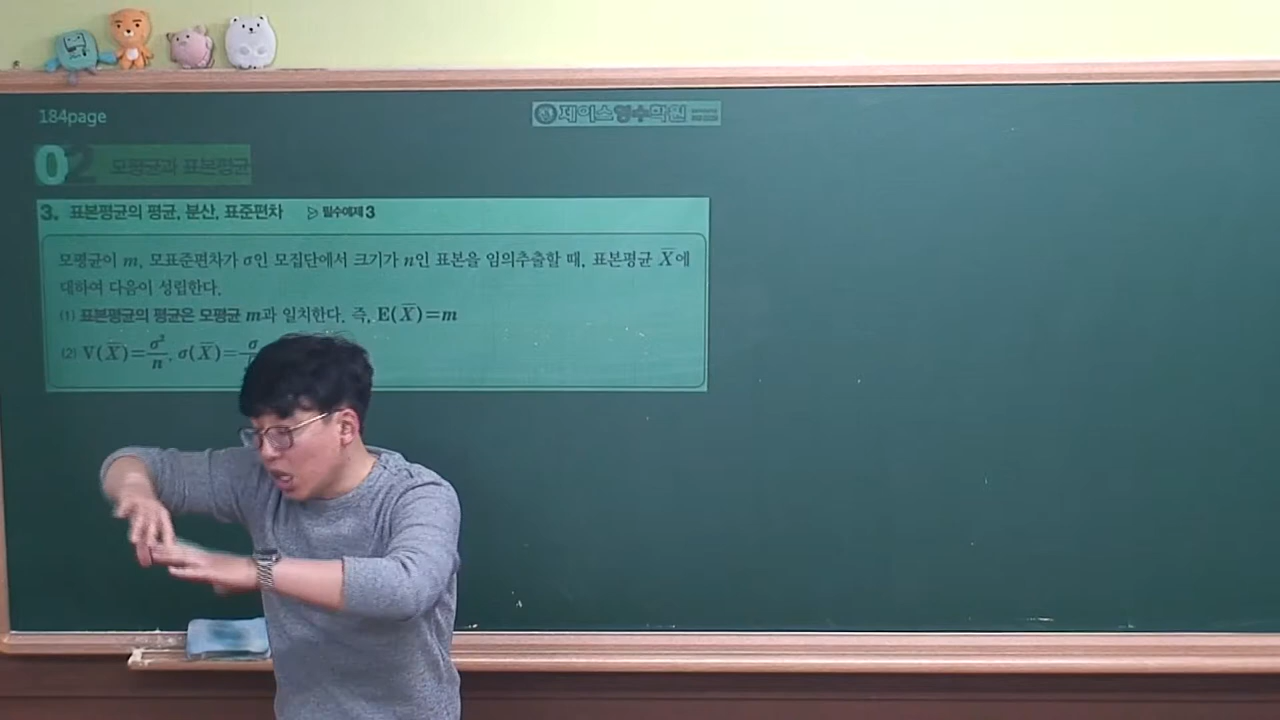 184page
제이스영수학원
02 모평균과 표본평균
3. 표본평균의 평균, 분산, 표준편차 ▷ 필수예제 3
모평균이 m, 모표준편차가 σ인 모집단에서 크기가 n인 표본을 임의추출할 때, 표본평균 X̄에
대하여 다음이 성립한다.
(1) 표본평균의 평균은 모평균 m과 일치한다. 즉, E(X̄)=m
(2) V(X̄)=σ²/n, σ(X̄)=σ